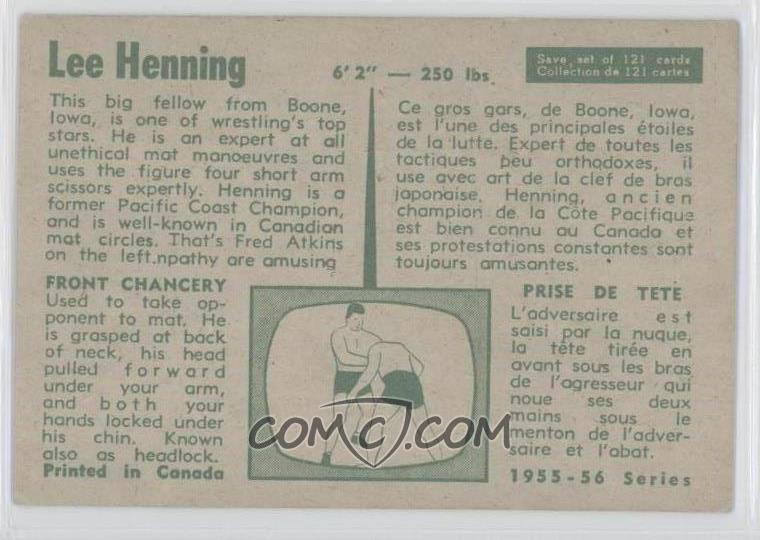 Lee Henning
6' 2" — 250 lbs.
Save set of 121 cards
Collection de 121 cartes
This big fellow from Boone,
Iowa, is one of wrestling's top
stars. He is an expert at all
unethical mat manoeuvres and
uses the figure four short arm
scissors expertly. Henning is a
former Pacific Coast Champion,
and is well-known in Canadian
mat circles. That's Fred Atkins
on the left.npathy are amusing
Ce gros gars, de Boone, Iowa,
est l'une des principales étoiles
de la lutte. Expert de toutes les
tactiques peu orthodoxes, il
use avec art de la clef de bras
japonaise. Henning, ancien
champion de la Côte Pacifique
est bien connu au Canada et
ses protestations constantes sont
toujours amusantes.
FRONT CHANCERY
Used to take op-
ponent to mat. He
is grasped at back
of neck, his head
pulled forward
under your arm,
and both your
hands locked under
his chin. Known
also as headlock.
Printed in Canada
PRISE DE TETE
L'adversaire est
saisi par la nuque,
la tête tirée en
avant sous les bras
de l'agresseur qui
noue ses deux
mains sous le
menton de l'adver-
saire et l'abat.
1955-56 Series
COMC.COM